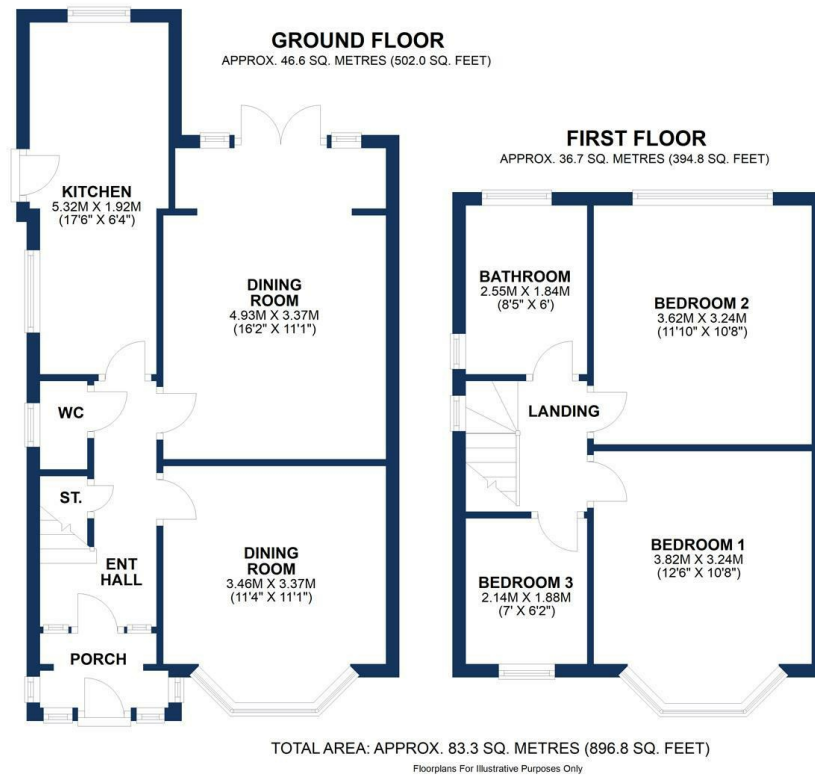 GROUND FLOOR
APPROX. 46.6 SQ. METRES (502.0 SQ. FEET)
KITCHEN
5.32M X 1.92M
(17'6" X 6'4")
DINING
ROOM
4.93M X 3.37M
(16'2" X 11'1")
WC
ST.
ENT
HALL
DINING
ROOM
3.46M X 3.37M
(11'4" X 11'1")
PORCH
FIRST FLOOR
APPROX. 36.7 SQ. METRES (394.8 SQ. FEET)
BATHROOM
2.55M X 1.84M
(8'5" X 6')
BEDROOM 2
3.62M X 3.24M
(11'10" X 10'8")
LANDING
BEDROOM 1
3.82M X 3.24M
(12'6" X 10'8")
BEDROOM 3
2.14M X 1.88M
(7' X 6'2")
TOTAL AREA: APPROX. 83.3 SQ. METRES (896.8 SQ. FEET)
Floorplans For Illustrative Purposes Only